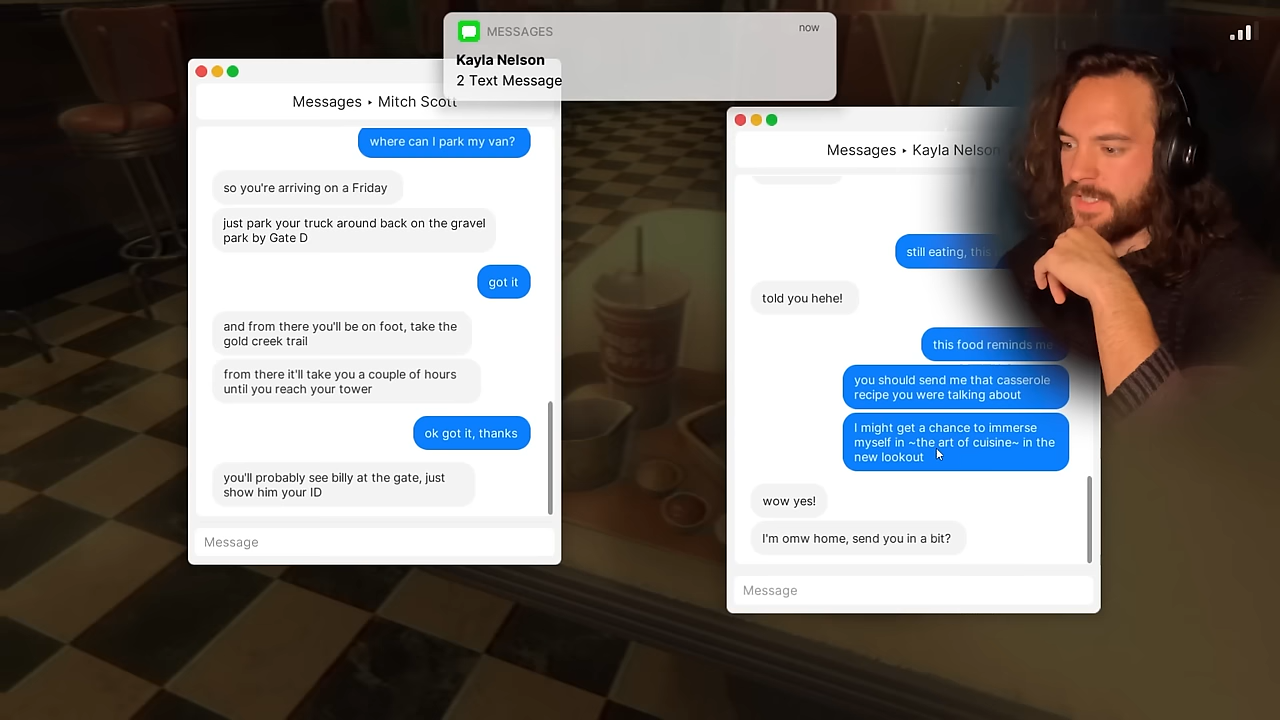 MESSAGES
now
Kayla Nelson
2 Text Message
Messages ‣ Mitch Scott
where can I park my van?
so you're arriving on a Friday
just park your truck around back on the gravel
park by Gate D
got it
and from there you'll be on foot, take the
gold creek trail
from there it'll take you a couple of hours
until you reach your tower
ok got it, thanks
you'll probably see billy at the gate, just
show him your ID
Message
Messages ‣ Kayla Nelson
still eating, this
told you hehe!
this food reminds me
you should send me that casserole
recipe you were talking about
I might get a chance to immerse
myself in ~the art of cuisine~ in the
new lookout
wow yes!
I'm omw home, send you in a bit?
Message